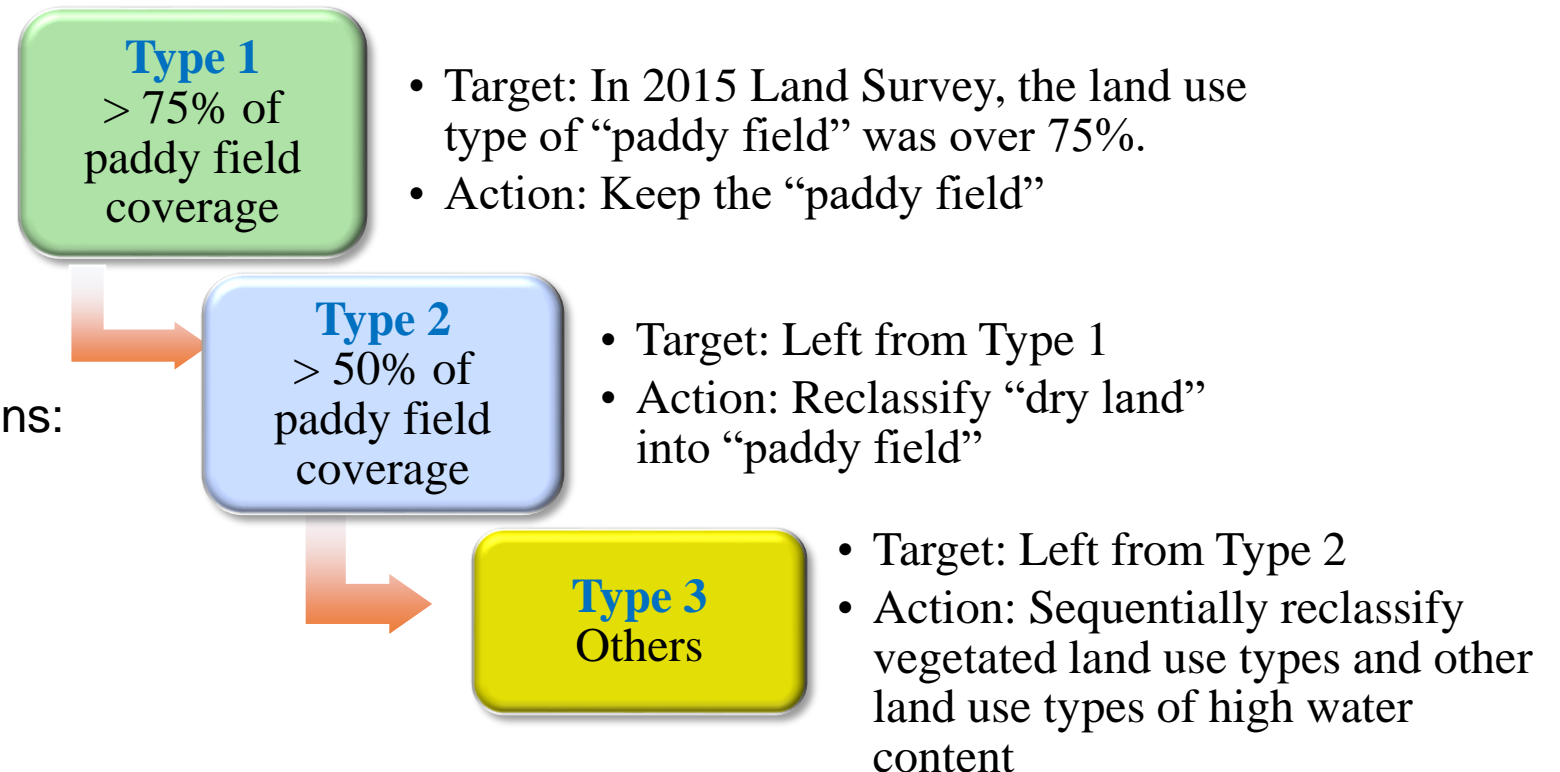 Type 1
> 75% of
paddy field
coverage
• Target: In 2015 Land Survey, the land use
type of “paddy field” was over 75%.
• Action: Keep the “paddy field”
ns:
Type 2
> 50% of
paddy field
coverage
• Target: Left from Type 1
• Action: Reclassify “dry land”
into “paddy field”
Type 3
Others
• Target: Left from Type 2
• Action: Sequentially reclassify
vegetated land use types and other
land use types of high water
content